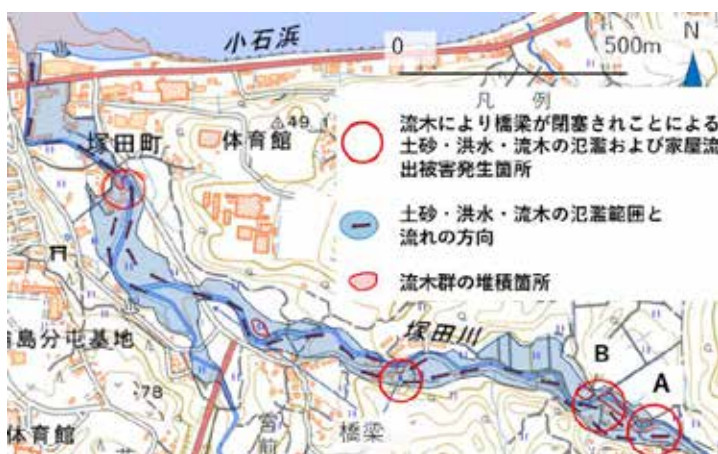 小石浜
0 500m
N
凡 例
流木により橋梁が閉塞されことによる
土砂・洪水・流木の氾濫および家屋流
出被害発生箇所
土砂・洪水・流木の氾濫範囲と
流れの方向
流木群の堆積箇所
49
体育館
塚田町
塚田川
島分屯基地
78
体育館
宮前
橋梁
B
A